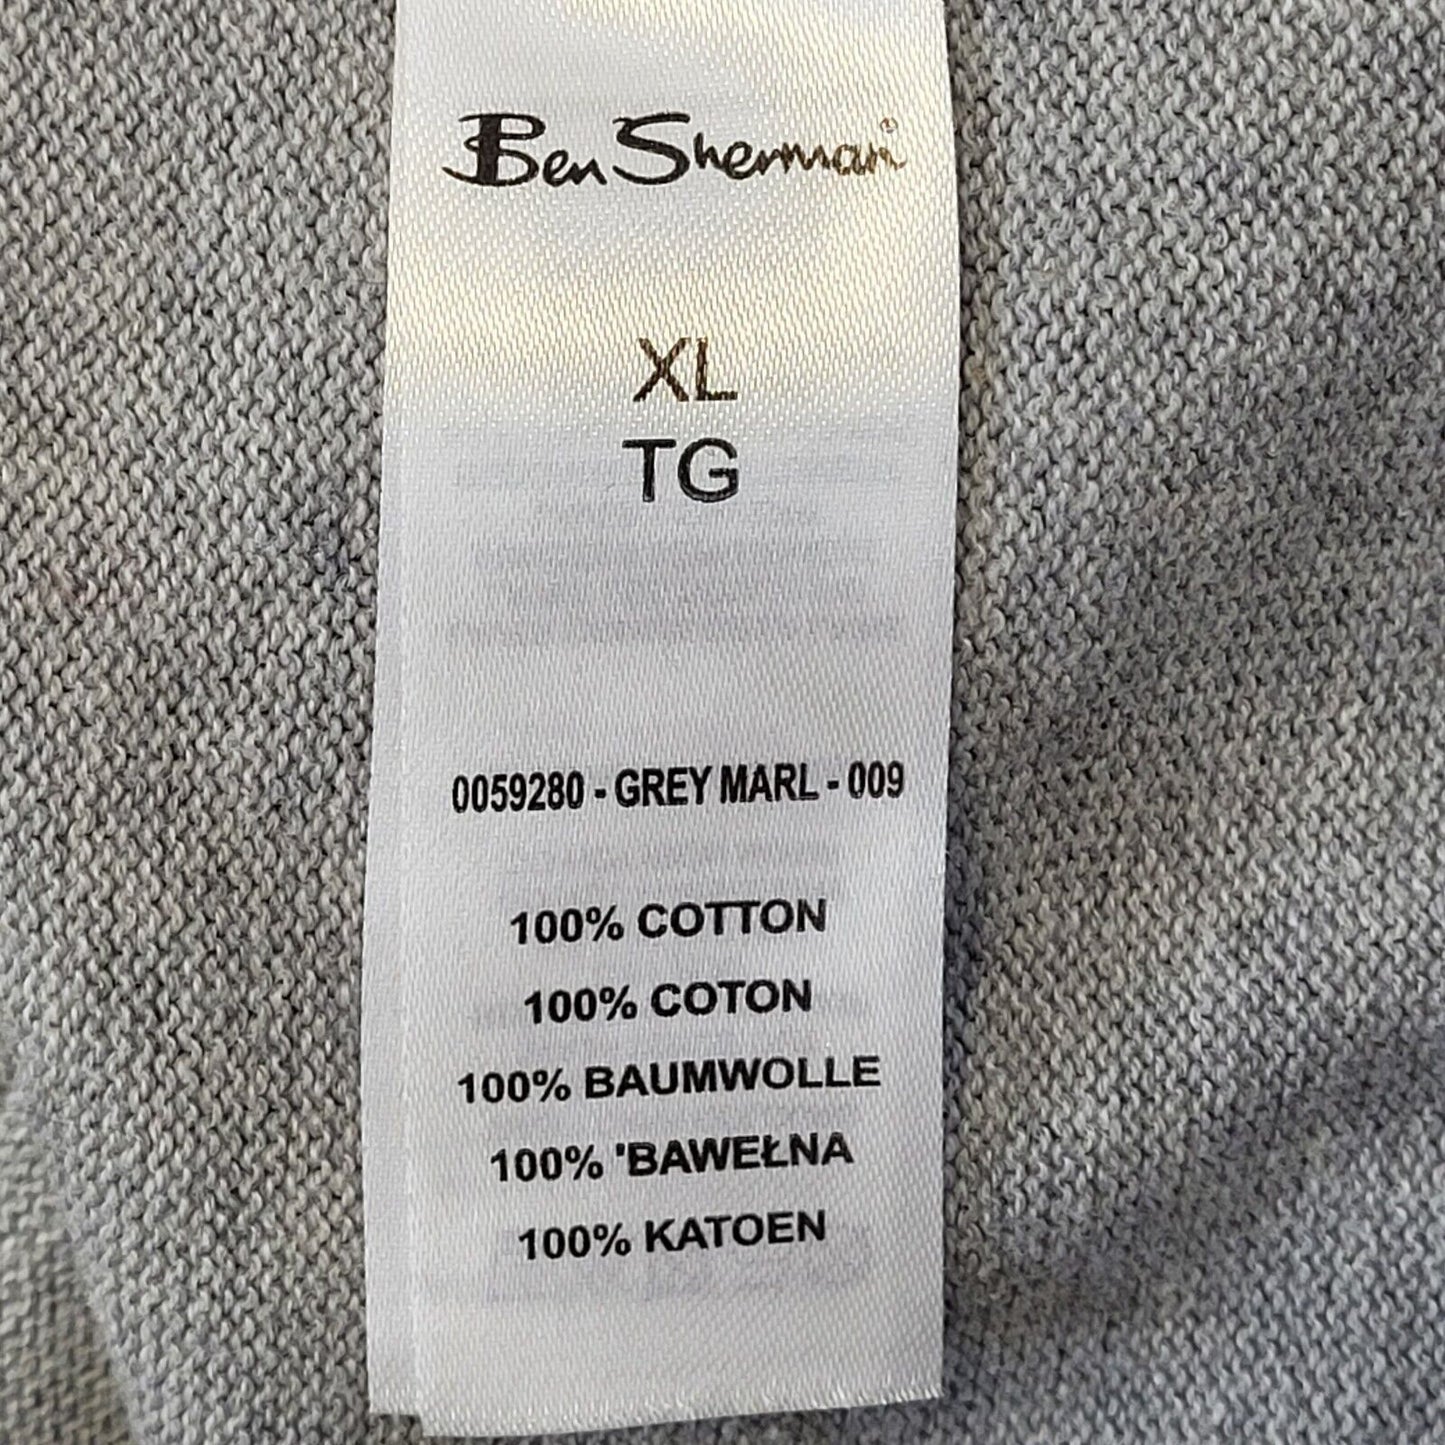 Ben Sherman®
XL
TG
0059280 - GREY MARL - 009
100% COTTON
100% COTON
100% BAUMWOLLE
100% 'BAWEŁNA
100% KATOEN